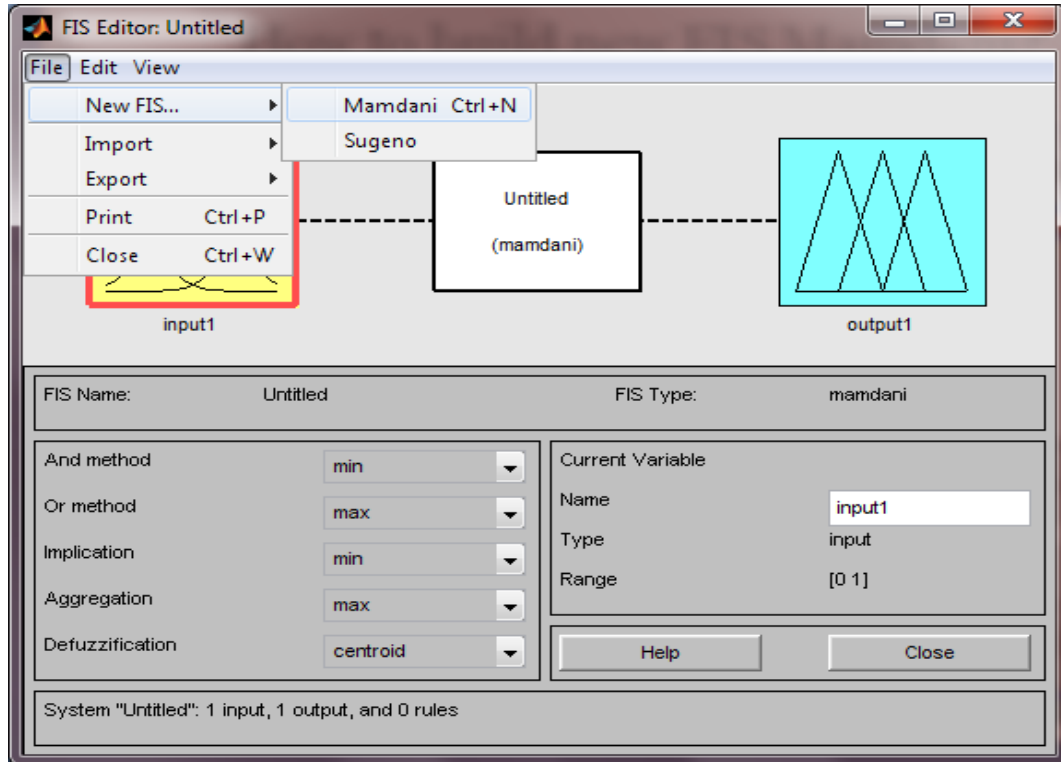 FIS Editor: Untitled
File Edit View
New FIS...
Mamdani Ctrl+N
Sugeno
Import
Export
Print Ctrl+P
Close Ctrl+W
Untitled
(mamdani)
input1
output1
FIS Name: Untitled FIS Type: mamdani
And method min
Or method max
Implication min
Aggregation max
Defuzzification centroid
Current Variable
Name input1
Type input
Range [0 1]
Help Close
System "Untitled": 1 input, 1 output, and 0 rules